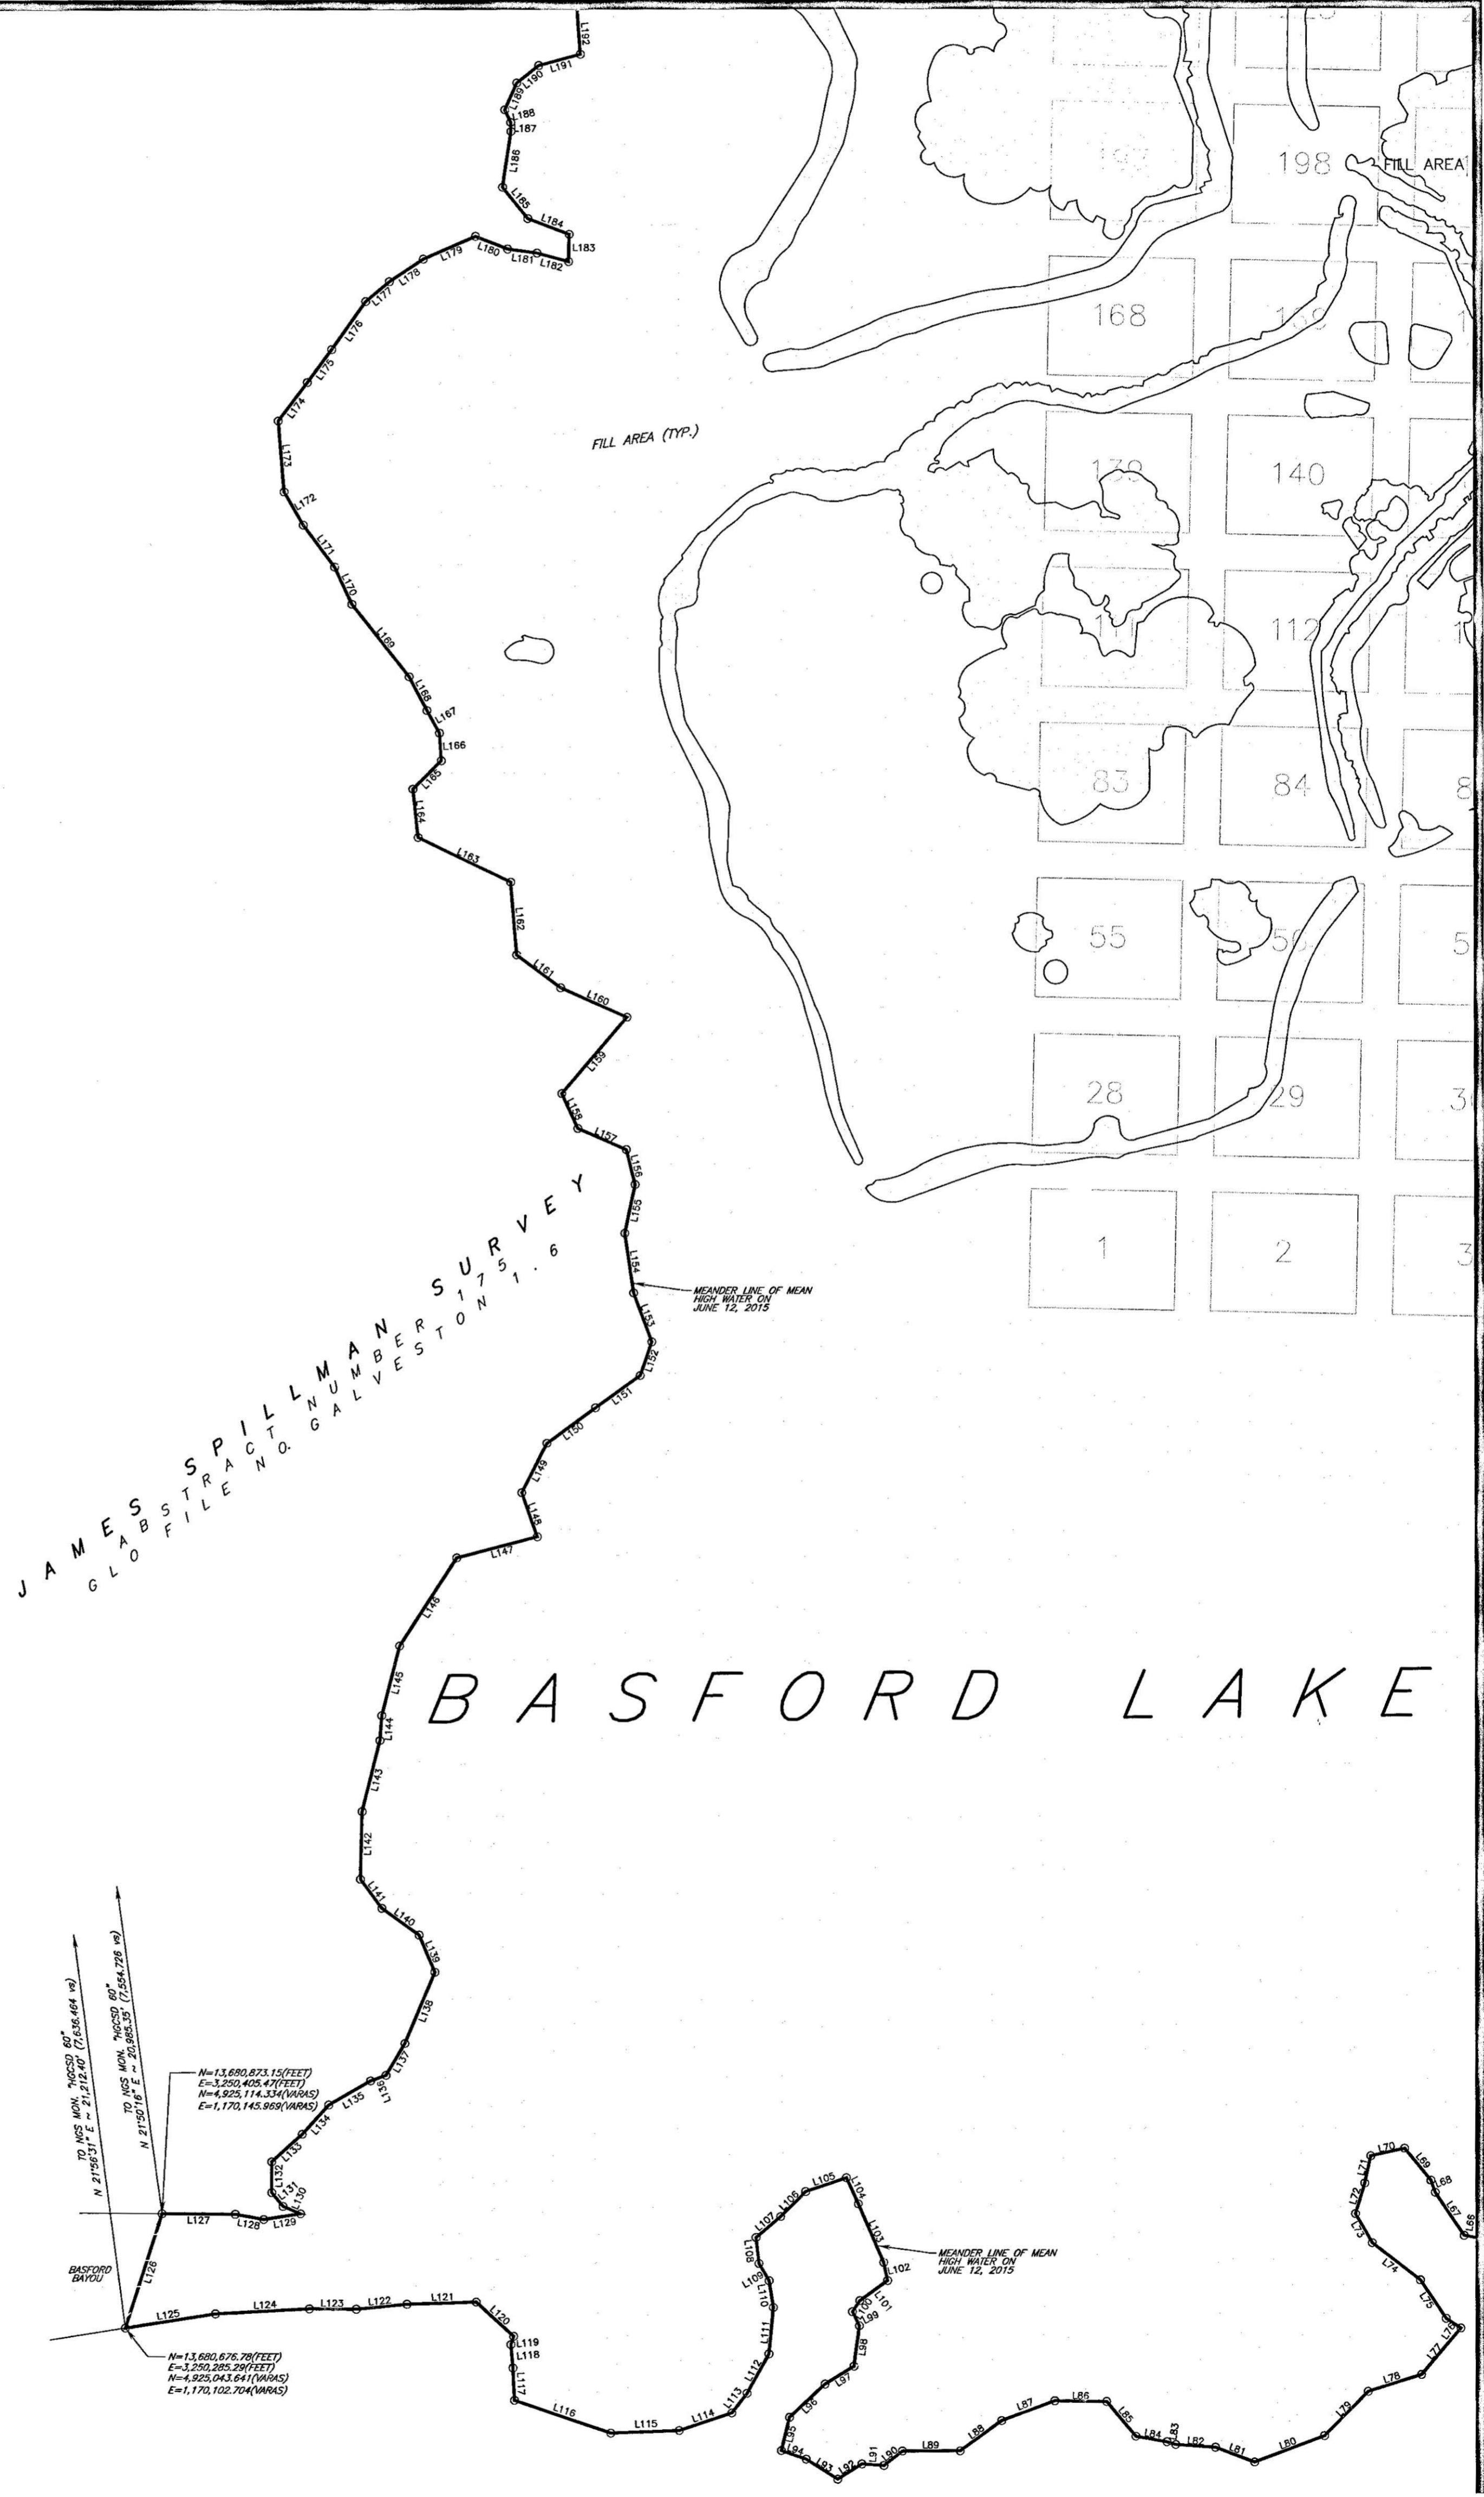 L192
L191
L190
L189
L188
L187
L186
L185
L184
L183
L182
L181
L180
L179
L178
L177
L176
L175
L174
L173
L172
L171
L170
L169
L168
L167
L166
L165
L164
L163
L162
L161
L160
L159
L158
L157
L156
L155
L154
L153
L152
L151
L150
L149
L148
L147
L146
L145
L144
L143
L142
L141
L140
L139
L138
L137
L136
L135
L134
L133
L132
L131
L130
L129
L128
L127
L126
L125
L124
L123
L122
L121
L120
L119
L118
L117
L116
L115
L114
L113
L112
L111
L110
L109
L108
L107
L106
L105
L104
L103
L102
L101
L100
L99
L98
L97
L96
L95
L94
L93
L92
L91
L90
L89
L88
L87
L86
L85
L84
L83
L82
L81
L80
L79
L78
L77
L76
L75
L74
L73
L72
L71
L70
L69
L68
L67
L66
198
FILL AREA
168
169
FILL AREA (TYP.)
139
140
111
112
83
84
55
56
28
29
1
2
3
JAMES SPILLMAN SURVEY
ABSTRACT NUMBER 175
GLO FILE NO. GALVESTON 1.6
MEANDER LINE OF MEAN
HIGH WATER ON
JUNE 12, 2015
BASFORD LAKE
TO NGS MON. "HGCSD 60"
N 21°56'31" E ~ 21,212.40' (7,636.464 vs)
TO NGS MON. "HGCSD 60"
N 21°50'16" E ~ 20,985.35' (7,554.726 vs)
N=13,680,873.15(FEET)
E=3,250,405.47(FEET)
N=4,925,114.334(VARAS)
E=1,170,145.969(VARAS)
BASFORD
BAYOU
N=13,680,676.78(FEET)
E=3,250,285.29(FEET)
N=4,925,043.641(VARAS)
E=1,170,102.704(VARAS)
MEANDER LINE OF MEAN
HIGH WATER ON
JUNE 12, 2015